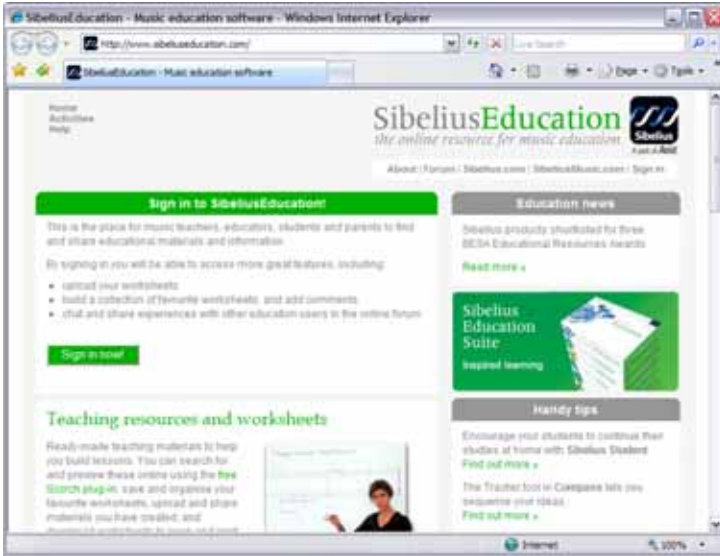 SibeliusEducation - Music education software - Windows Internet Explorer
http://www.sibeliuseducation.com/
Live Search
SibeliusEducation - Music education software
Page
Tools
Home
Activities
Help
SibeliusEducation
the online resource for music education
Sibelius
A part of Avid
About | Forum | Sibelius.com | SibeliusMusic.com | Sign in
Sign in to SibeliusEducation!
This is the place for music teachers, educators, students and parents to find
and share educational materials and information.
By signing in you will be able to access more great features, including:
upload your worksheets
build a collection of favourite worksheets, and add comments
chat and share experiences with other education users in the online forum
Sign in now!
Teaching resources and worksheets
Ready-made teaching materials to help
you build lessons. You can search for
and preview these online using the free
Scorch plug-in, save and organise your
favourite worksheets, upload and share
materials you have created, and
Education news
Sibelius products shortlisted for three
BESA Educational Resources Awards
Read more »
Sibelius
Education
Suite
Inspired learning
Handy tips
Encourage your students to continue their
studies at home with Sibelius Student
Find out more »
The Tracker tool in Compass lets you
sequence your ideas.
Find out more »
Internet
100%